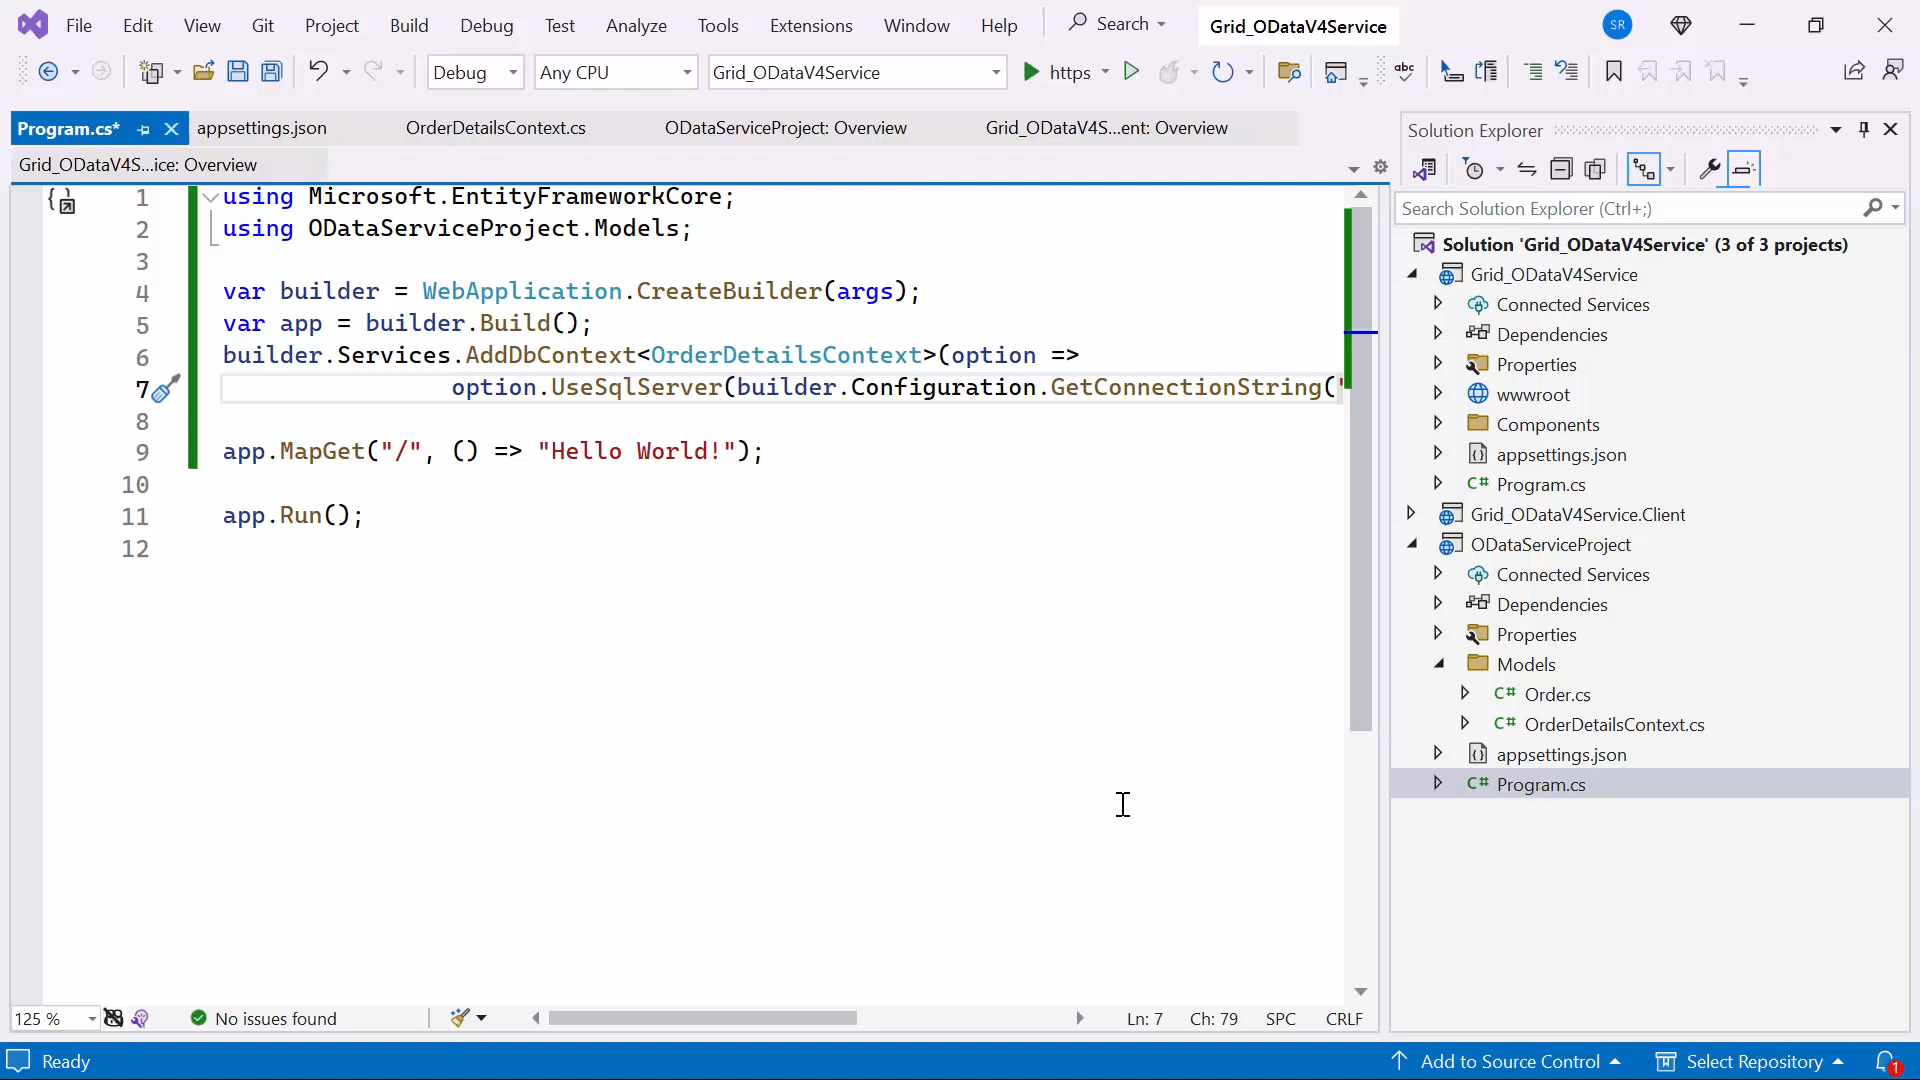 File Edit View Git Project Build Debug Test Analyze Tools Extensions Window Help Search Grid_ODataV4Service SR
Debug Any CPU Grid_ODataV4Service https abc
Program.cs* appsettings.json OrderDetailsContext.cs ODataServiceProject: Overview Grid_ODataV4S...ent: Overview
Grid_ODataV4S...ice: Overview
1 using Microsoft.EntityFrameworkCore;
2 using ODataServiceProject.Models;
3
4 var builder = WebApplication.CreateBuilder(args);
5 var app = builder.Build();
6 builder.Services.AddDbContext<OrderDetailsContext>(option =>
7 option.UseSqlServer(builder.Configuration.GetConnectionString("
8
9 app.MapGet("/", () => "Hello World!");
10
11 app.Run();
12
125 % No issues found Ln: 7 Ch: 79 SPC CRLF
Solution Explorer
Search Solution Explorer (Ctrl+;)
Solution 'Grid_ODataV4Service' (3 of 3 projects)
Grid_ODataV4Service
Connected Services
Dependencies
Properties
wwwroot
Components
appsettings.json
C# Program.cs
Grid_ODataV4Service.Client
ODataServiceProject
Connected Services
Dependencies
Properties
Models
C# Order.cs
C# OrderDetailsContext.cs
appsettings.json
C# Program.cs
Ready Add to Source Control Select Repository 1